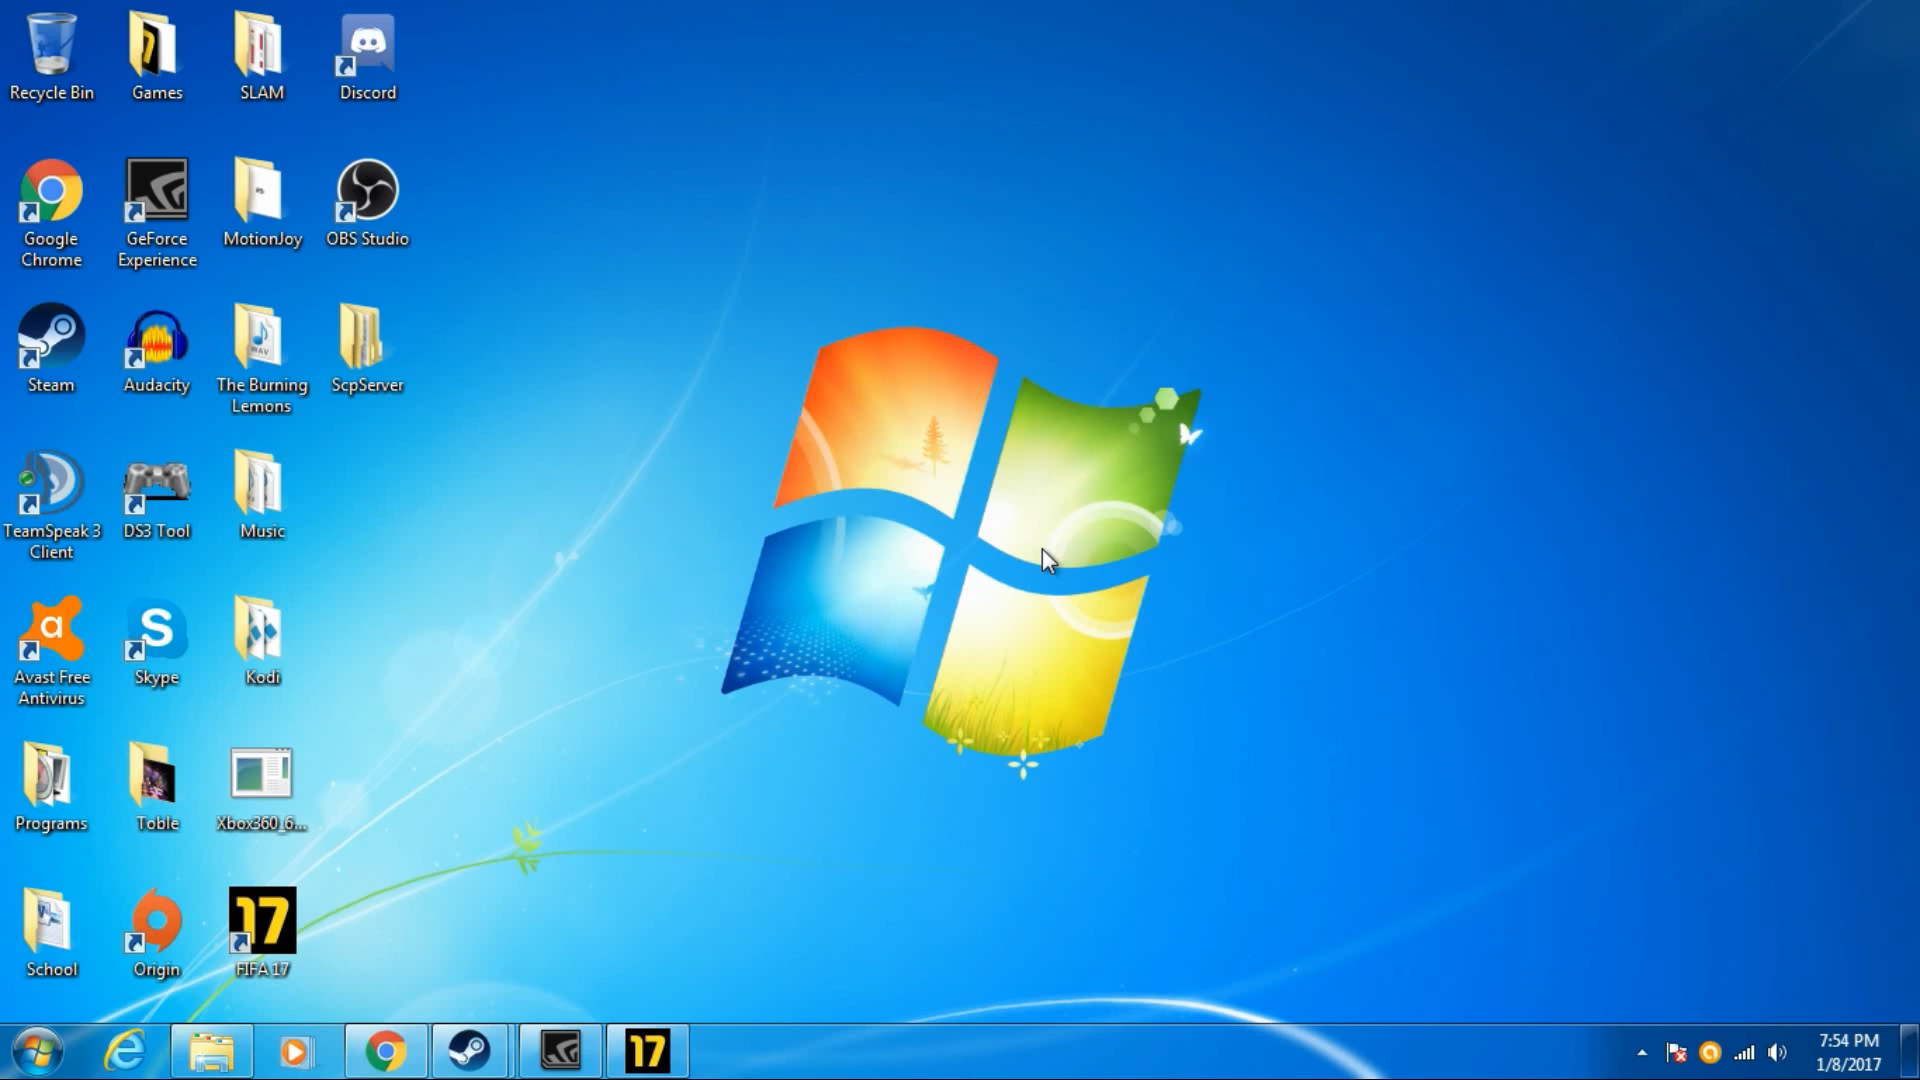 Recycle Bin
Games
SLAM
Discord
Google
Chrome
GeForce
Experience
MotionJoy
OBS Studio
Steam
Audacity
WAV
The Burning
Lemons
ScpServer
TeamSpeak 3
Client
DS3 Tool
Music
Avast Free
Antivirus
S
Skype
Kodi
Programs
Toble
Xbox360_6...
School
Origin
17
FIFA 17
17
7:54 PM
1/8/2017